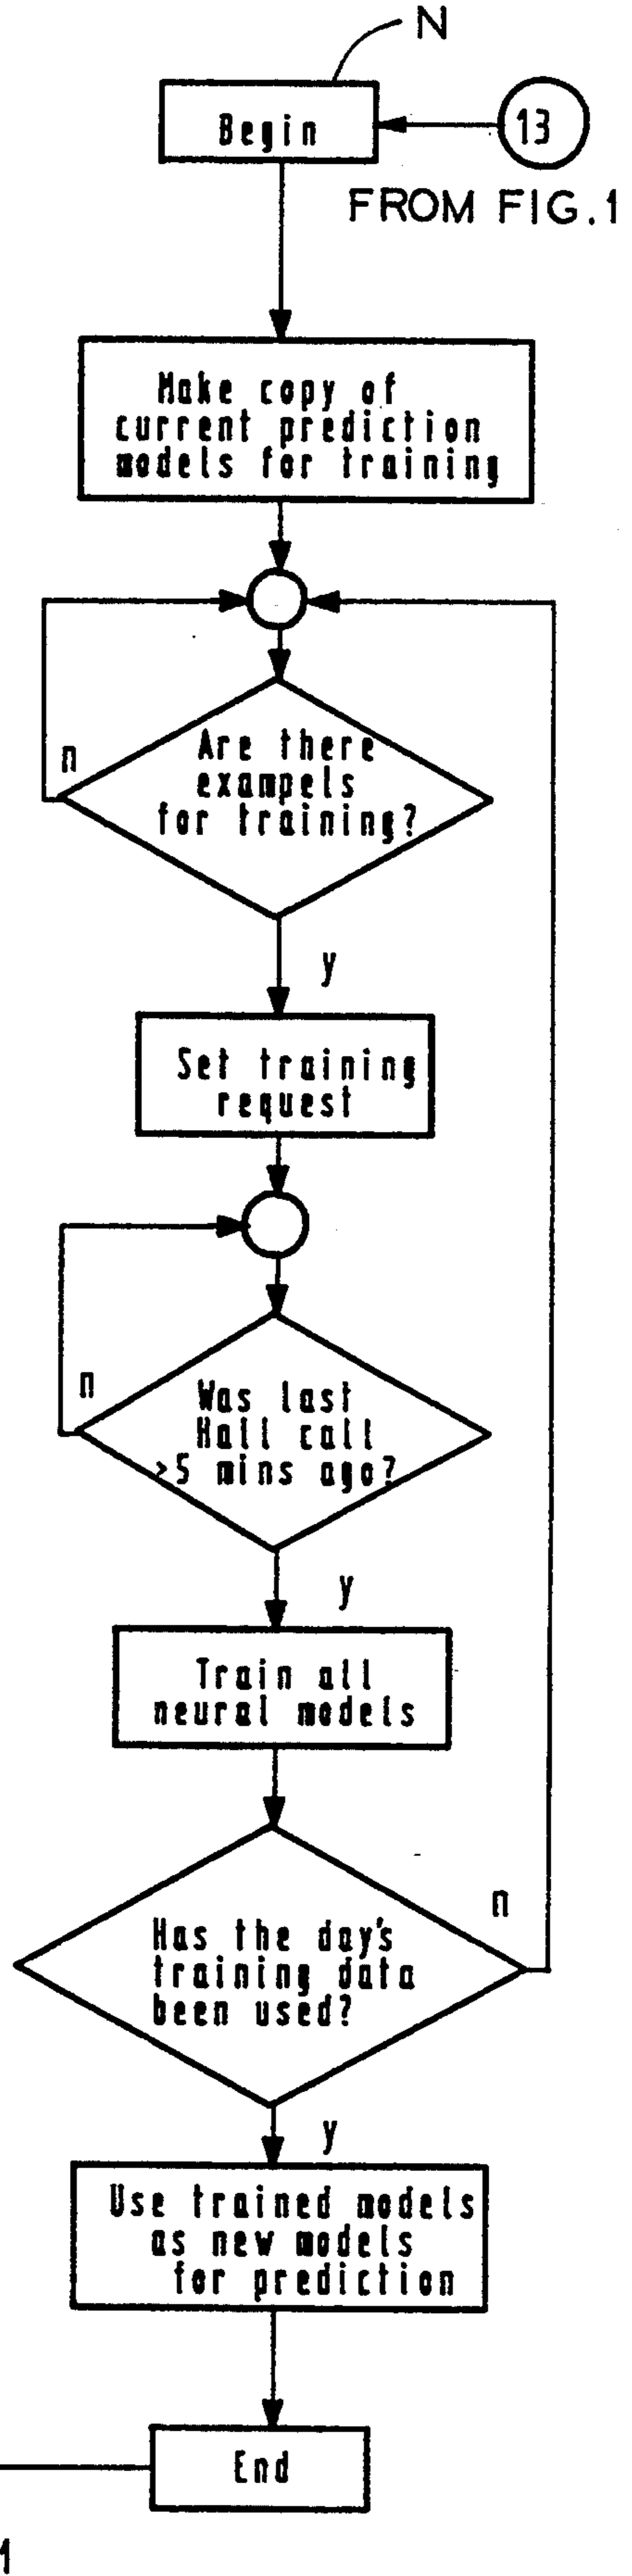 N
Begin
13
FROM FIG.1
Make copy of
current prediction
models for training
Are there
exampels
for training?
n
y
Set training
request
n
Was last
Hall call
>5 mins ago?
y
Train all
neural models
n
Has the day's
training data
been used?
y
Use trained models
as new models
for prediction
End
1